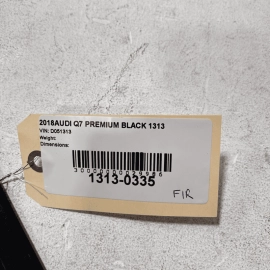 2018AUDI Q7 PREMIUM BLACK 1313
VIN: D051313
Weight:
Dimensions:
1313-0335
F/R